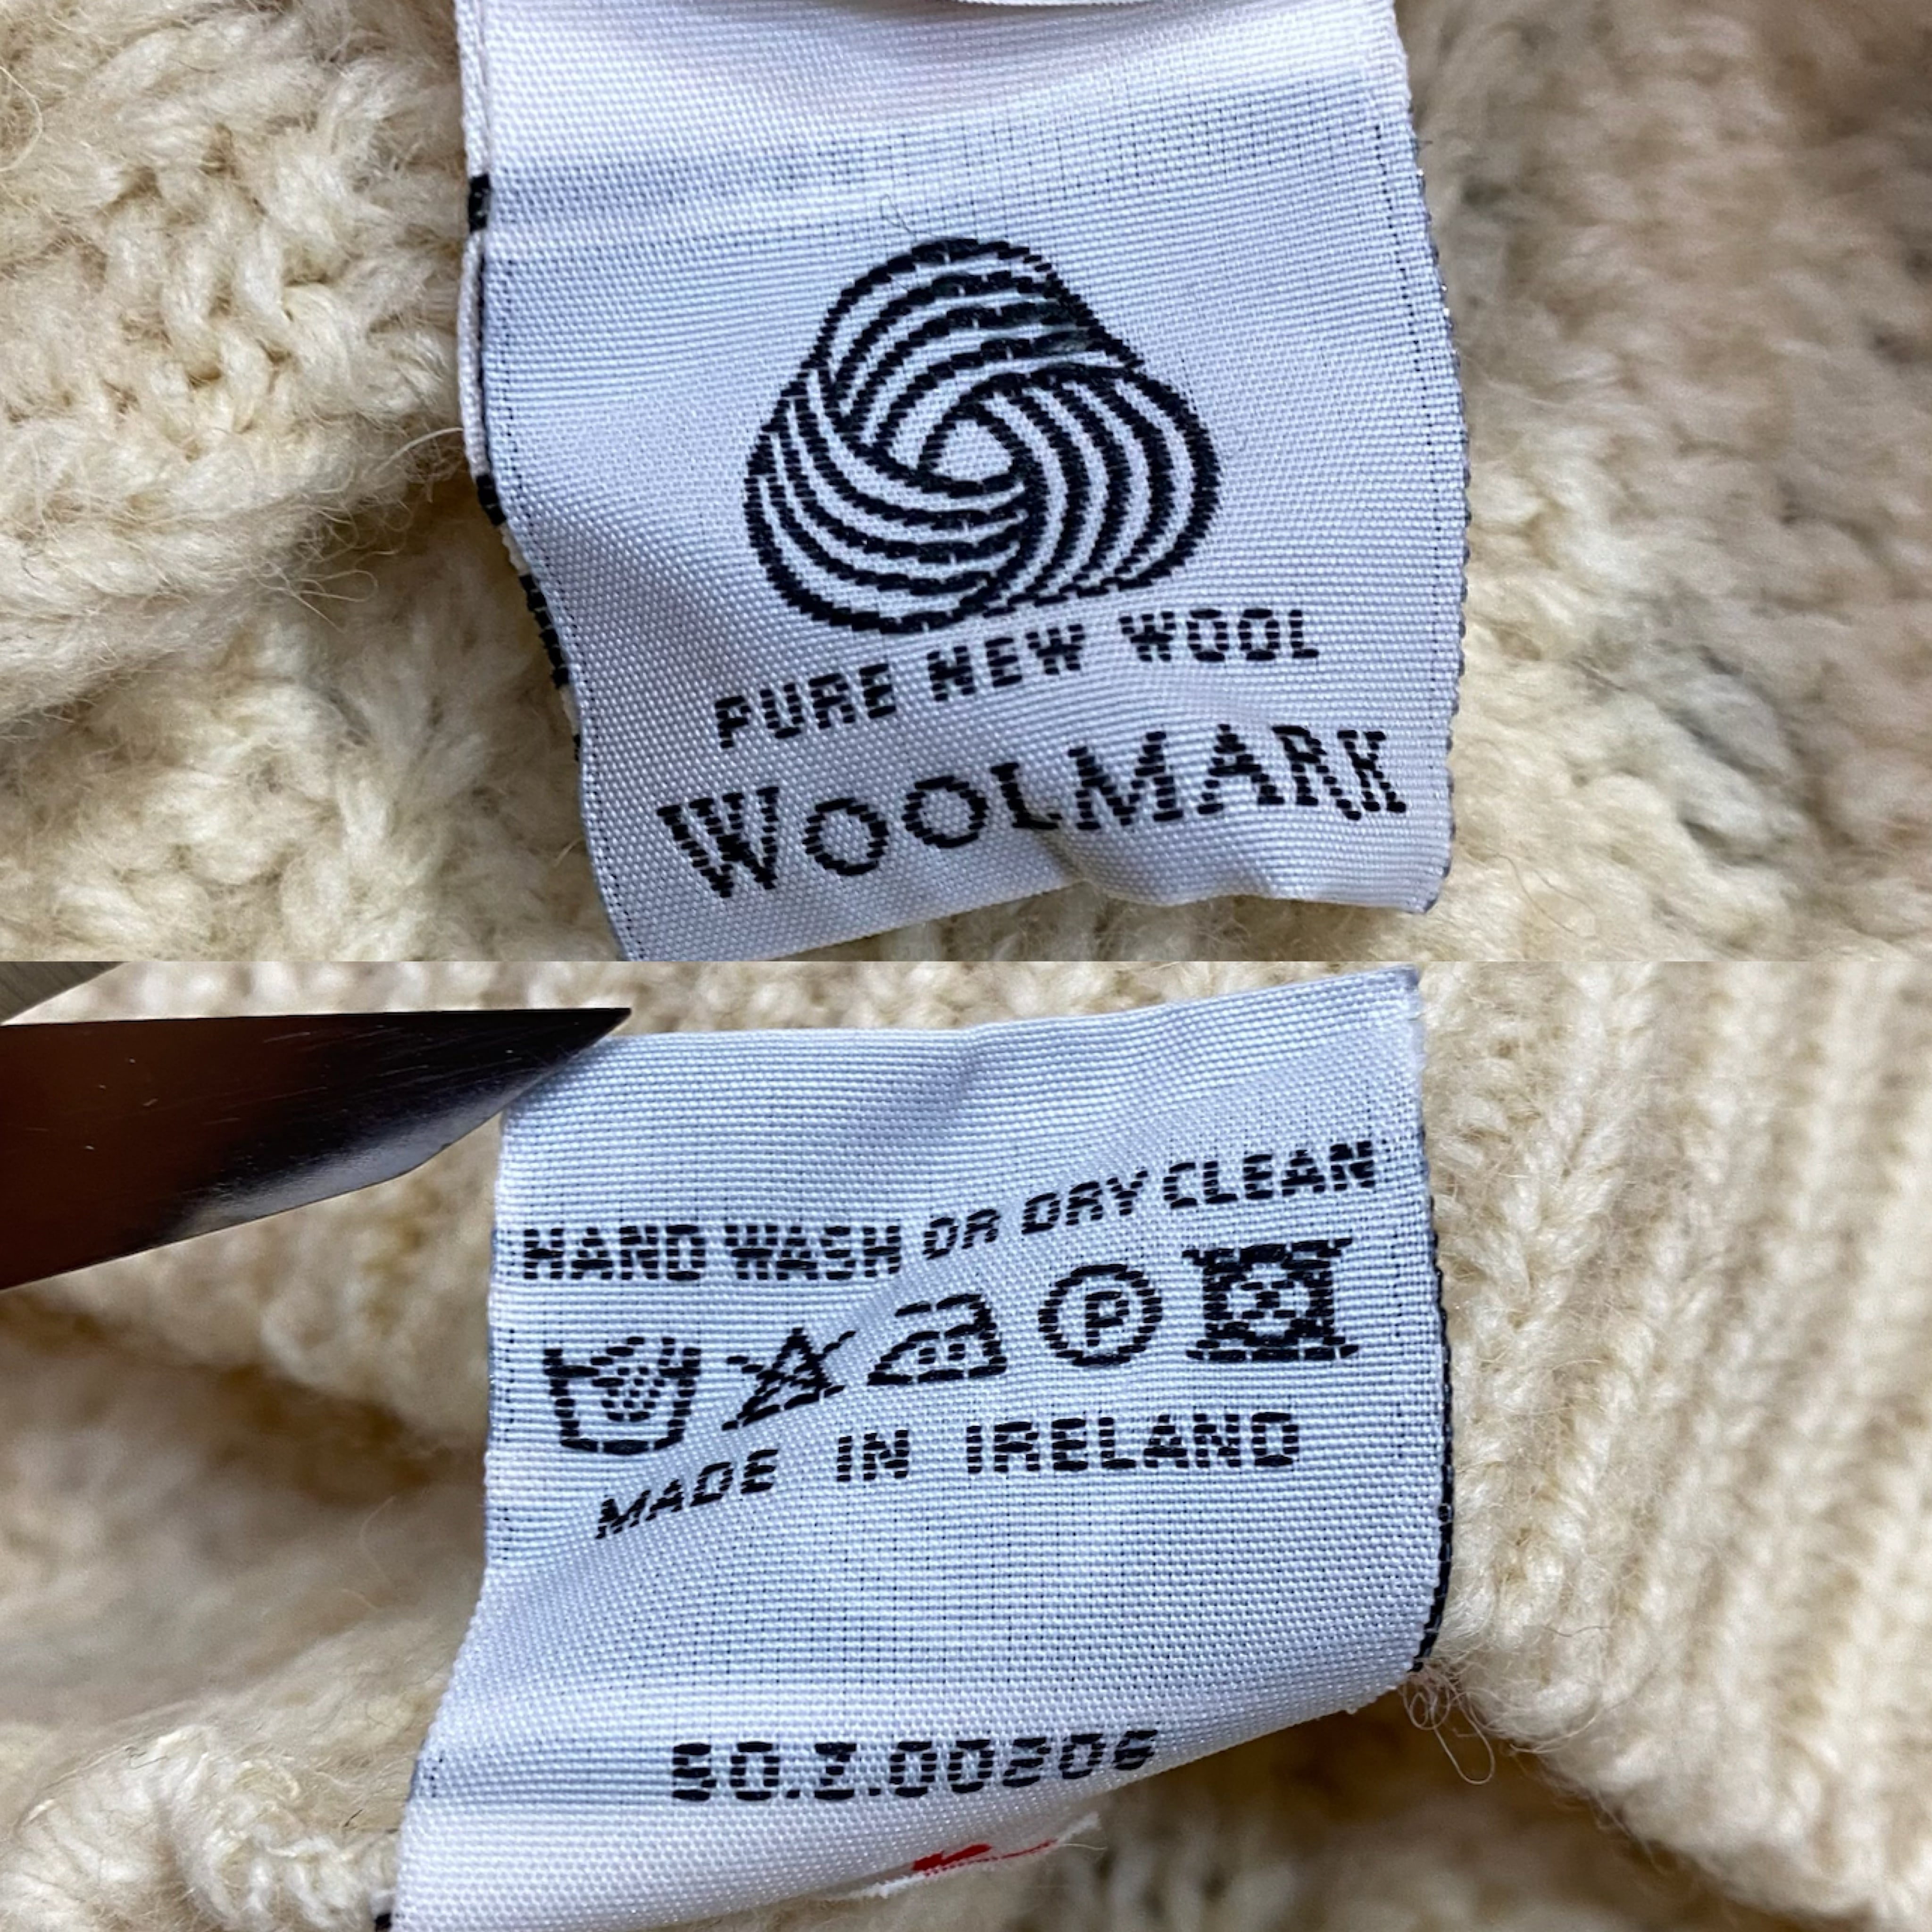 PURE NEW WOOL
WOOLMARK
HAND WASH OR DRY CLEAN
P
MADE IN IRELAND
50.Z.00206